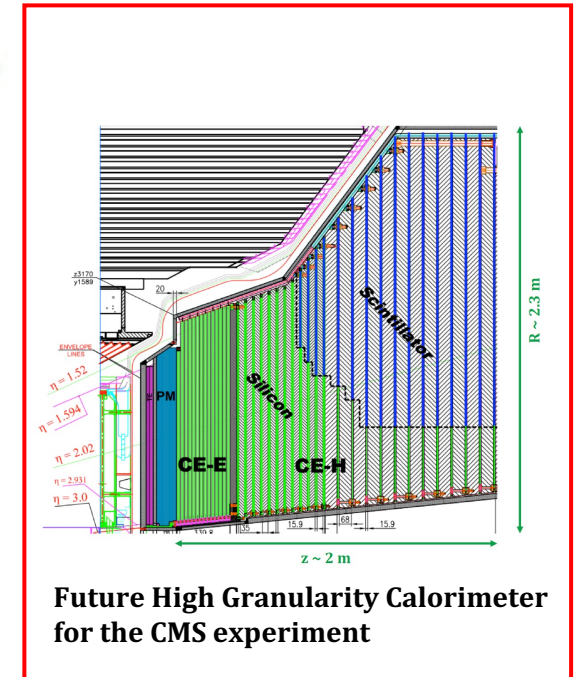 z3170
y1589
20
ENVELOPE
LINES
η = 1.52
η = 1.594
η = 2.02
η = 2.931
η = 3.0
PM
CE-E
Silicon
CE-H
Scintillator
R ~ 2.3 m
35
15.9
68
15.9
z ~ 2 m
Future High Granularity Calorimeter
for the CMS experiment